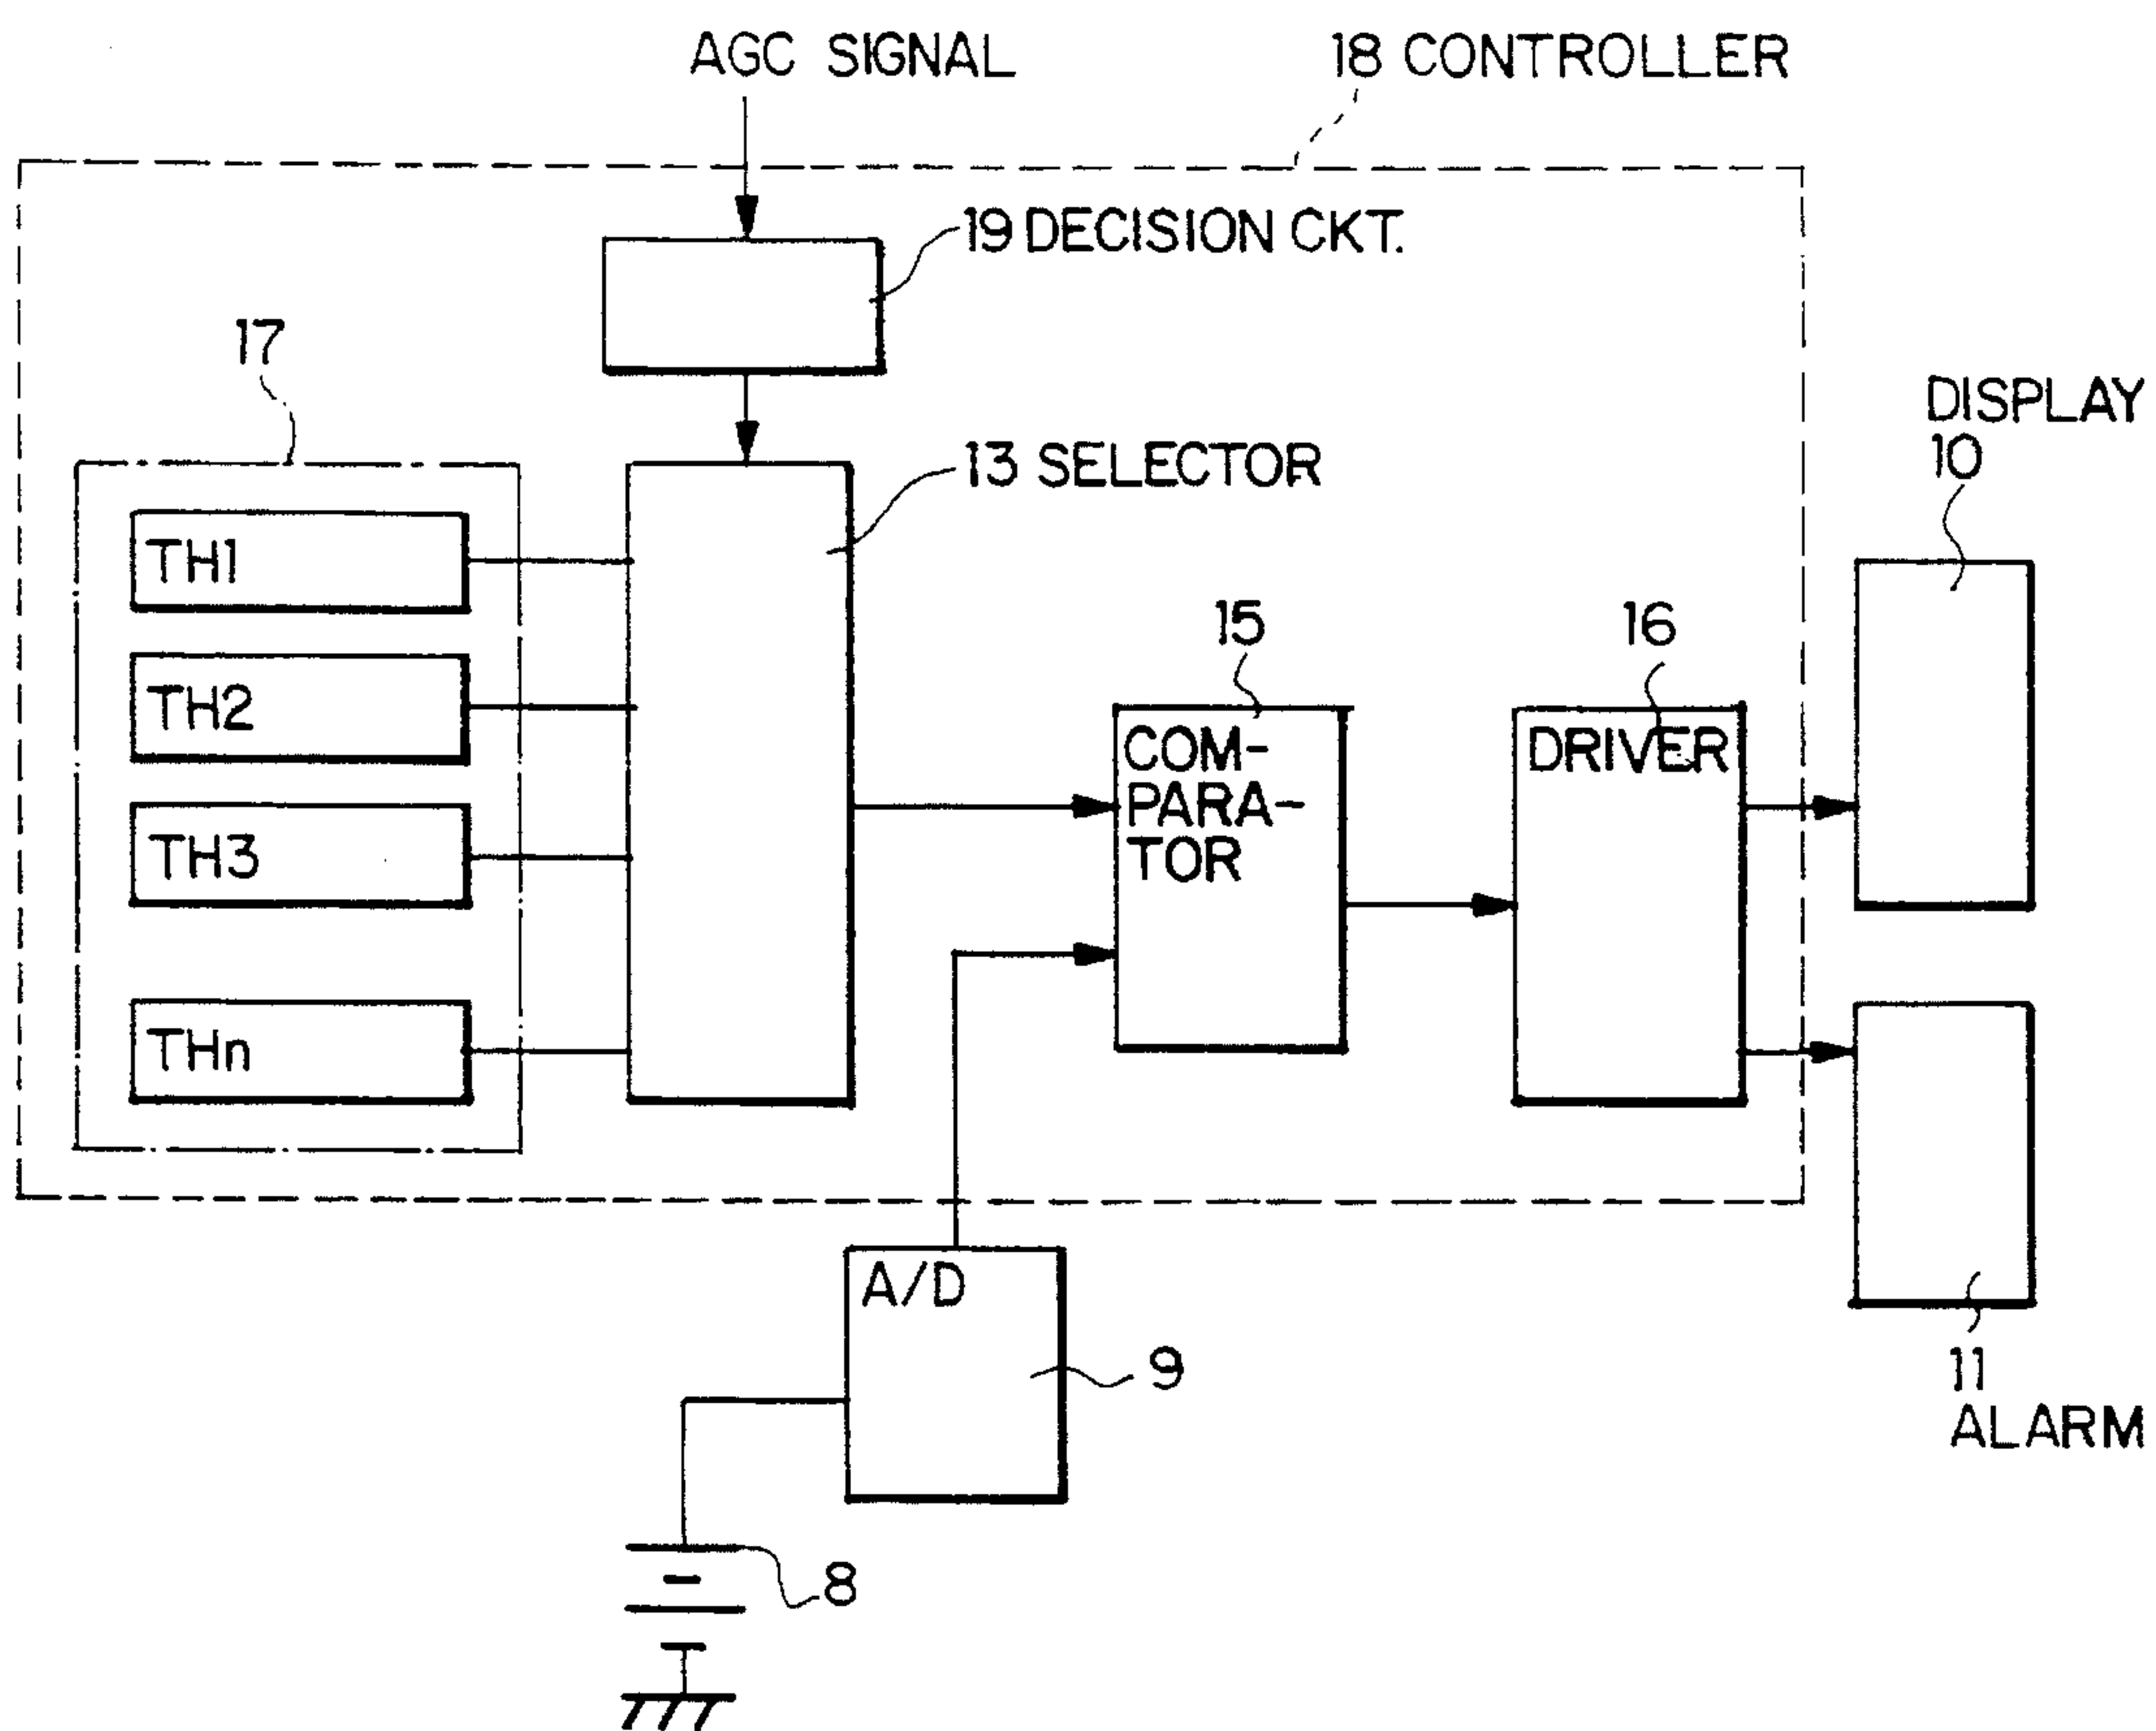 AGC SIGNAL
18 CONTROLLER
19 DECISION CKT.
17
DISPLAY
10
13 SELECTOR
TH1
TH2
TH3
THn
15
COM-
PARA-
TOR
16
DRIVER
A/D
9
11
ALARM
8